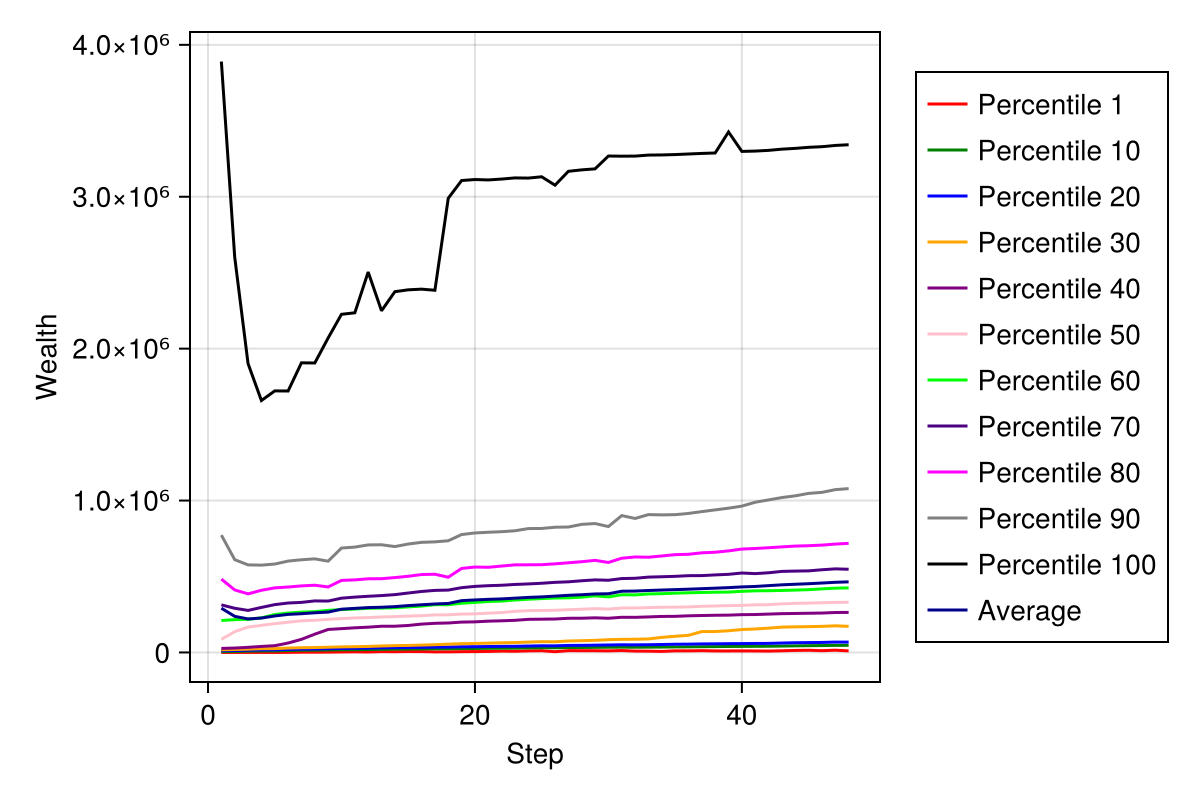 4.0×10⁶
3.0×10⁶
2.0×10⁶
1.0×10⁶
0
Wealth
0 20 40
Step
Percentile 1
Percentile 10
Percentile 20
Percentile 30
Percentile 40
Percentile 50
Percentile 60
Percentile 70
Percentile 80
Percentile 90
Percentile 100
Average